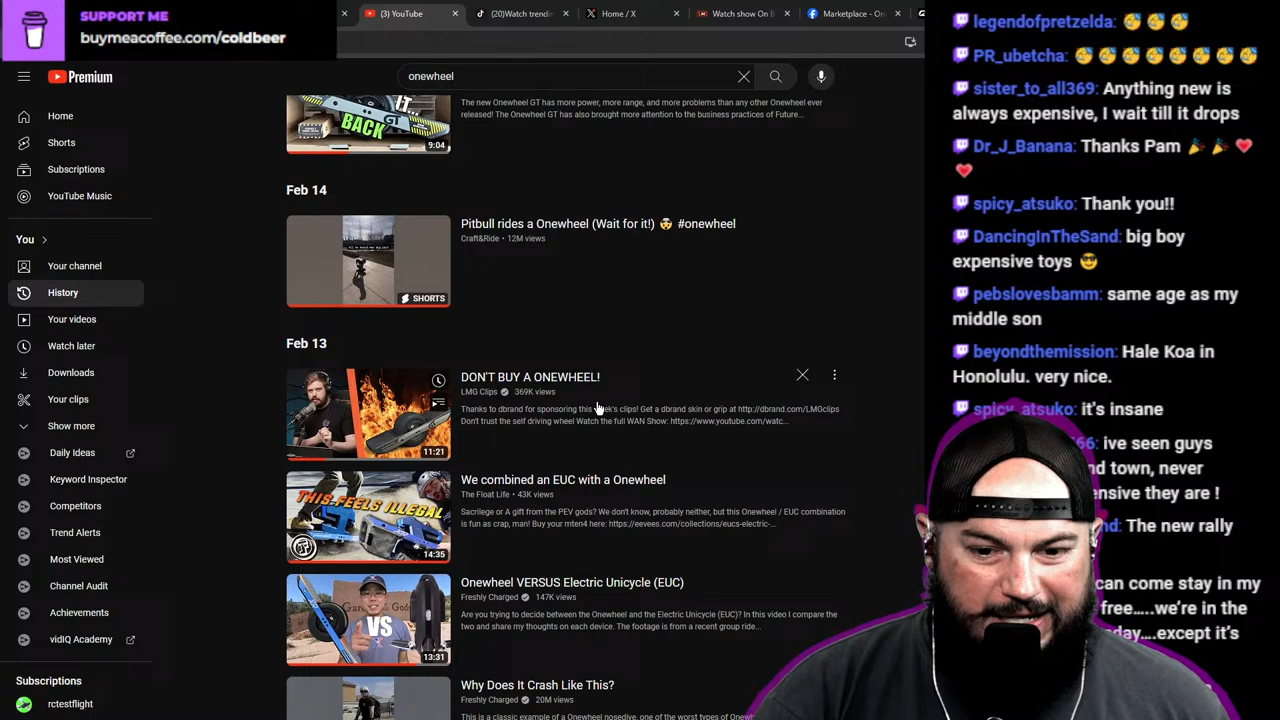 SUPPORT ME
buymeacoffee.com/coldbeer
(3) YouTube
(20)Watch trendin
Home / X
Watch show On B
Marketplace - On
Premium
onewheel
Home
Shorts
Subscriptions
YouTube Music
You
Your channel
History
Your videos
Watch later
Downloads
Your clips
Show more
Daily Ideas
Keyword Inspector
Competitors
Trend Alerts
Most Viewed
Channel Audit
Achievements
vidIQ Academy
Subscriptions
rctestflight
IT...
BACK
GT
9:04
The new Onewheel GT has more power, more range, and more problems than any other Onewheel ever
released! The Onewheel GT has also brought more attention to the business practices of Future...
Feb 14
SHORTS
Pitbull rides a Onewheel (Wait for it!) 🤯 #onewheel
Craft&Ride • 12M views
Feb 13
11:21
DON'T BUY A ONEWHEEL!
LMG Clips 369K views
Thanks to dbrand for sponsoring this week's clips! Get a dbrand skin or grip at http://dbrand.com/LMGclips
Don't trust the self driving wheel Watch the full WAN Show: https://www.youtube.com/watc...
THIS FEELS ILLEGAL
14:35
We combined an EUC with a Onewheel
The Float Life • 43K views
Sacrilege or A gift from the PEV gods? We don't know, probably neither, but this Onewheel / EUC combination
is fun as crap, man! Buy your mten4 here: https://eevees.com/collections/eucs-electric-...
VS
13:31
Onewheel VERSUS Electric Unicycle (EUC)
Freshly Charged 147K views
Are you trying to decide between the Onewheel and the Electric Unicycle (EUC)? In this video I compare the
two and share my thoughts on each device. The footage is from a recent group ride...
Why Does It Crash Like This?
Freshly Charged 20M views
This is a classic example of a Onewheel nosedive, one of the worst types of Onew
legendofpretzelda:
PR_ubetcha:
sister_to_all369: Anything new is
always expensive, I wait till it drops
Dr_J_Banana: Thanks Pam 🎉 🎉 ❤️
❤️
spicy_atsuko: Thank you!!
DancingInTheSand: big boy
expensive toys 😎
pebslovesbamm: same age as my
middle son
beyondthemission: Hale Koa in
Honolulu. very nice.
spicy_atsuko: it's insane
66: ive seen guys
nd town, never
ensive they are !
nd: The new rally
can come stay in my
free.....we're in the
day....except it's